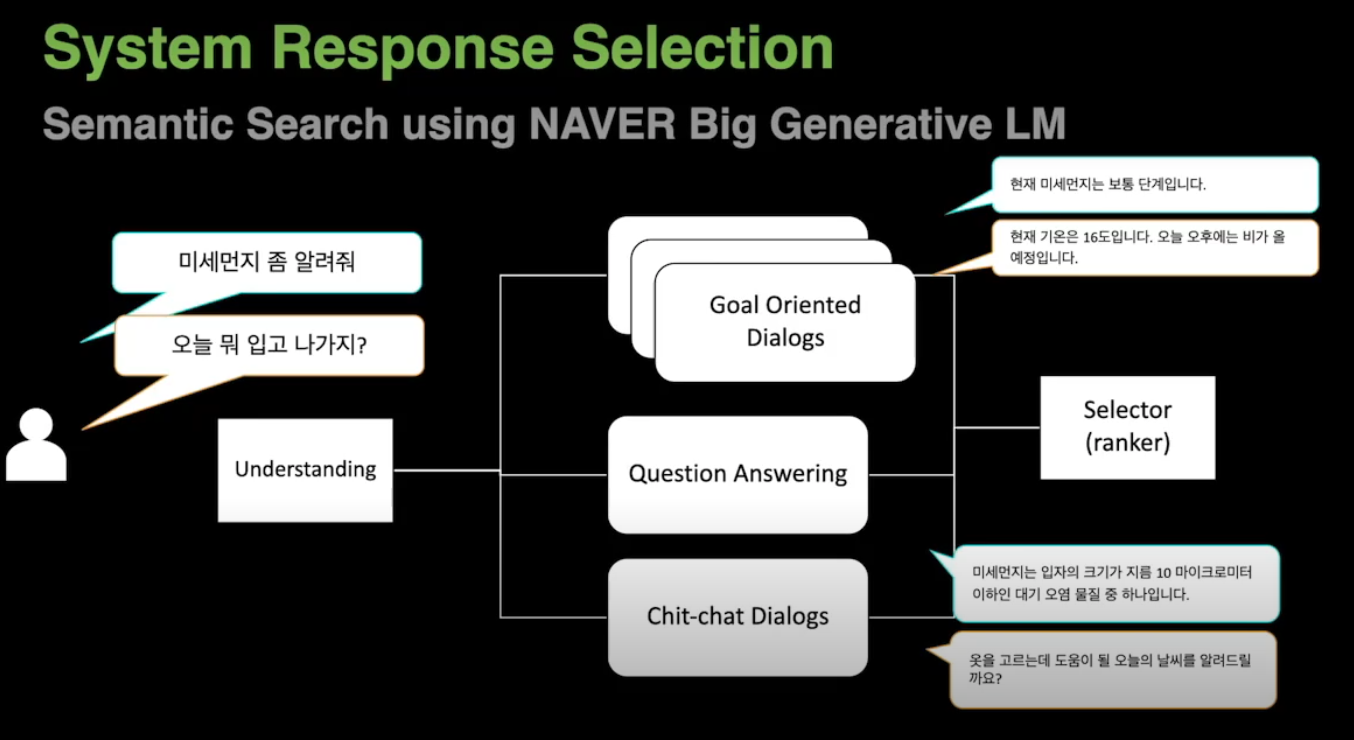 System Response Selection
Semantic Search using NAVER Big Generative LM
현재 미세먼지는 보통 단계입니다.
현재 기온은 16도입니다. 오늘 오후에는 비가 올
예정입니다.
미세먼지 좀 알려줘
오늘 뭐 입고 나가지?
Understanding
Goal Oriented
Dialogs
Question Answering
Chit-chat Dialogs
Selector
(ranker)
미세먼지는 입자의 크기가 지름 10 마이크로미터
이하인 대기 오염 물질 중 하나입니다.
옷을 고르는데 도움이 될 오늘의 날씨를 알려드릴
까요?